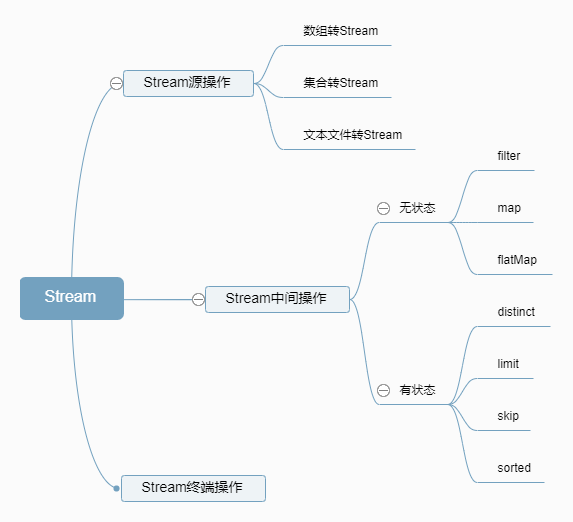 Stream
Stream源操作
数组转Stream
集合转Stream
文本文件转Stream
Stream中间操作
无状态
filter
map
flatMap
有状态
distinct
limit
skip
sorted
Stream终端操作